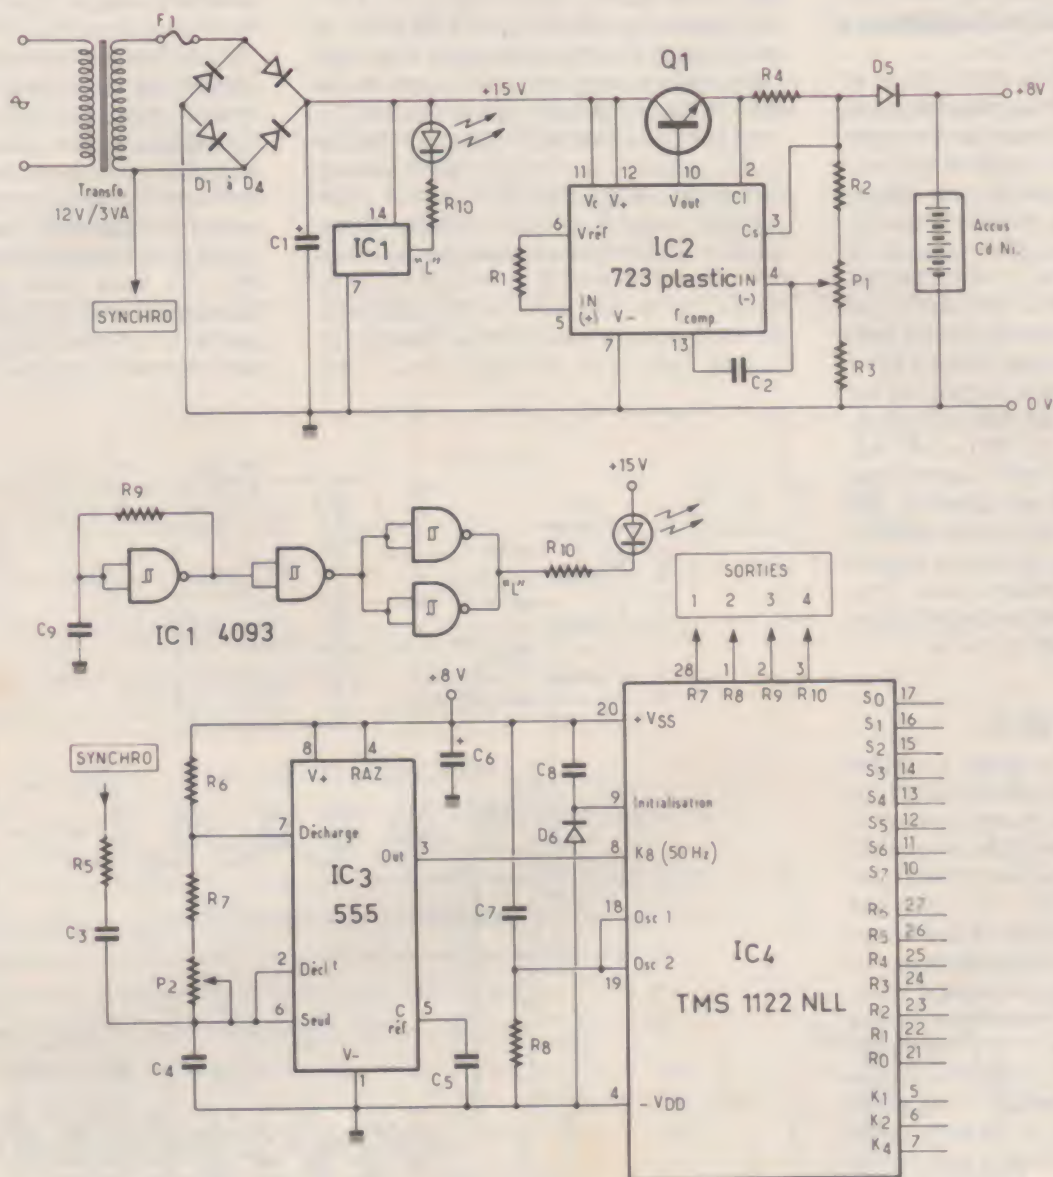 F1
Q1
R4
D5
+15 V
+8V
Transfo.
12V/3VA
D1 à D4
SYNCHRO
C1
14
IC1
7
"L"
R10
11
12
10
2
Vc
V+
Vout
Cl
6
Vréf
Cs
3
R1
IC2
723 plastic
IN
(-)
4
IN
(+)
5
V-
7
f comp.
13
C2
R2
P1
R3
Accus
Cd Ni.
0 V
R9
C9
IC1 4093
"L"
R10
+15 V
SORTIES
1 2 3 4
28 1 2 3
R7 R8 R9 R10
+8 V
SYNCHRO
R5
C3
R6
R7
P2
C4
8
4
V+
RAZ
7
Décharge
Out
3
IC3
555
2
Décl t
6
Seuil
C
réf
5
V-
1
C5
C6
C7
C8
D6
R8
20
+ VSS
9
Initialisation
8
K8 (50 Hz)
18
Osc 1
Osc 2
19
4
- VDD
IC4
TMS 1122 NLL
S0 17
S1 16
S2 15
S3 14
S4 13
S5 12
S6 11
S7 10
R6 27
R5 26
R4 25
R3 24
R2 23
R1 22
R0 21
K1 5
K2 6
K4 7